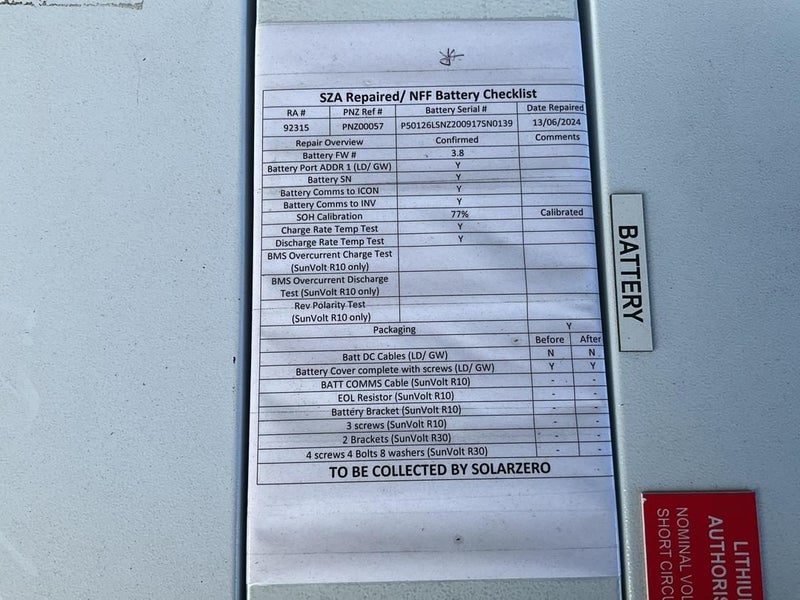 SZA Repaired/ NFF Battery Checklist
RA # PNZ Ref # Battery Serial # Date Repaired
92315 PNZ00057 P50126LSNZ200917SN0139 13/06/2024
Repair Overview Confirmed Comments
Battery FW # 3.8
Battery Port ADDR 1 (LD/ GW) Y
Battery SN Y
Battery Comms to ICON Y
Battery Comms to INV Y
SOH Calibration 77% Calibrated
Charge Rate Temp Test Y
Discharge Rate Temp Test Y
BMS Overcurrent Charge Test
(SunVolt R10 only)
BMS Overcurrent Discharge
Test (SunVolt R10 only)
Rev Polarity Test
(SunVolt R10 only)
Packaging Y
Before After
Batt DC Cables (LD/ GW) N N
Battery Cover complete with screws (LD/ GW) Y Y
BATT COMMS Cable (SunVolt R10) - -
EOL Resistor (SunVolt R10) - -
Battery Bracket (SunVolt R10) - -
3 screws (SunVolt R10) - -
2 Brackets (SunVolt R30) - -
4 screws 4 Bolts 8 washers (SunVolt R30) - -
TO BE COLLECTED BY SOLARZERO
BATTERY
LITHIU
AUTHORIS
NOMINAL VOL
SHORT CIRCU